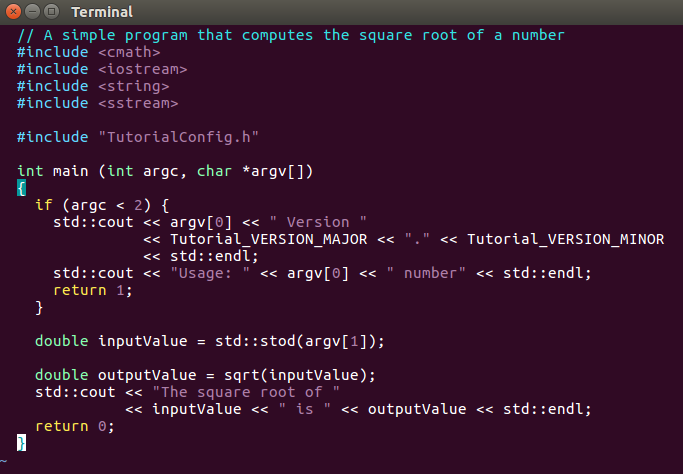 Terminal
// A simple program that computes the square root of a number
#include <cmath>
#include <iostream>
#include <string>
#include <sstream>

#include "TutorialConfig.h"

int main (int argc, char *argv[])
{
  if (argc < 2) {
    std::cout << argv[0] << " Version "
              << Tutorial_VERSION_MAJOR << "." << Tutorial_VERSION_MINOR
              << std::endl;
    std::cout << "Usage: " << argv[0] << " number" << std::endl;
    return 1;
  }

  double inputValue = std::stod(argv[1]);

  double outputValue = sqrt(inputValue);
  std::cout << "The square root of "
            << inputValue << " is " << outputValue << std::endl;
  return 0;
}
~